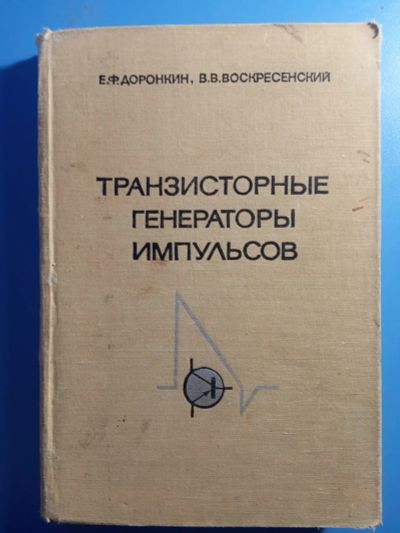 Е.Ф.ДОРОНКИН, В.В.ВОСКРЕСЕНСКИЙ
ТРАНЗИСТОРНЫЕ
ГЕНЕРАТОРЫ
ИМПУЛЬСОВ